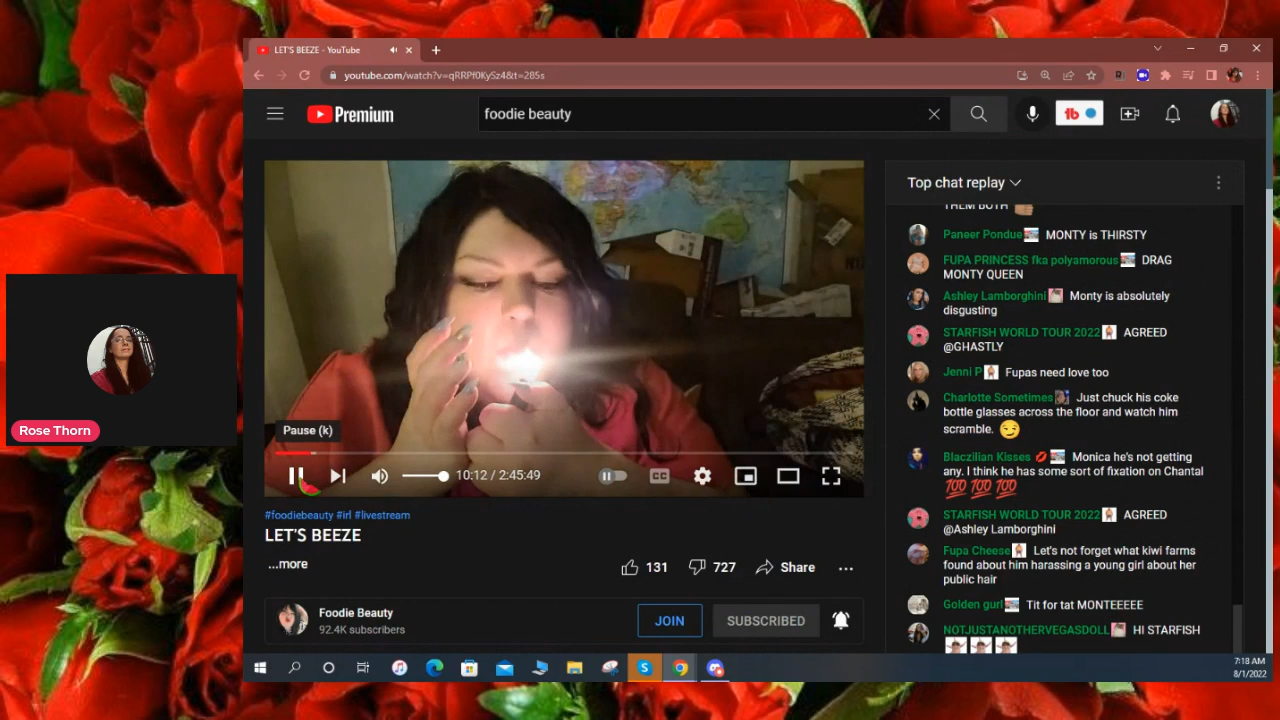 LET'S BEEZE - YouTube
youtube.com/watch?v=qRRPf0KySz4&t=285s
Premium
foodie beauty
Top chat replay
THEM BOTH
Paneer Pondue MONTY is THIRSTY
FUPA PRINCESS fka polyamorous DRAG
MONTY QUEEN
Ashley Lamborghini Monty is absolutely
disgusting
STARFISH WORLD TOUR 2022 AGREED
@GHASTLY
Jenni P Fupas need love too
Charlotte Sometimes Just chuck his coke
bottle glasses across the floor and watch him
scramble.
Blaczilian Kisses Monica he's not getting
any. I think he has some sort of fixation on Chantal
100 100 100
STARFISH WORLD TOUR 2022 AGREED
@Ashley Lamborghini
Fupa Cheese Let's not forget what kiwi farms
found about him harassing a young girl about her
public hair
Golden gurl Tit for tat MONTEEEEE
NOTJUSTANOTHERVEGASDOLL HI STARFISH
Pause (k)
10:12 / 2:45:49
CC
#foodiebeauty #irl #livestream
LET'S BEEZE
...more
131
727
Share
Foodie Beauty
92.4K subscribers
JOIN
SUBSCRIBED
Rose Thorn
7:18 AM
8/1/2022